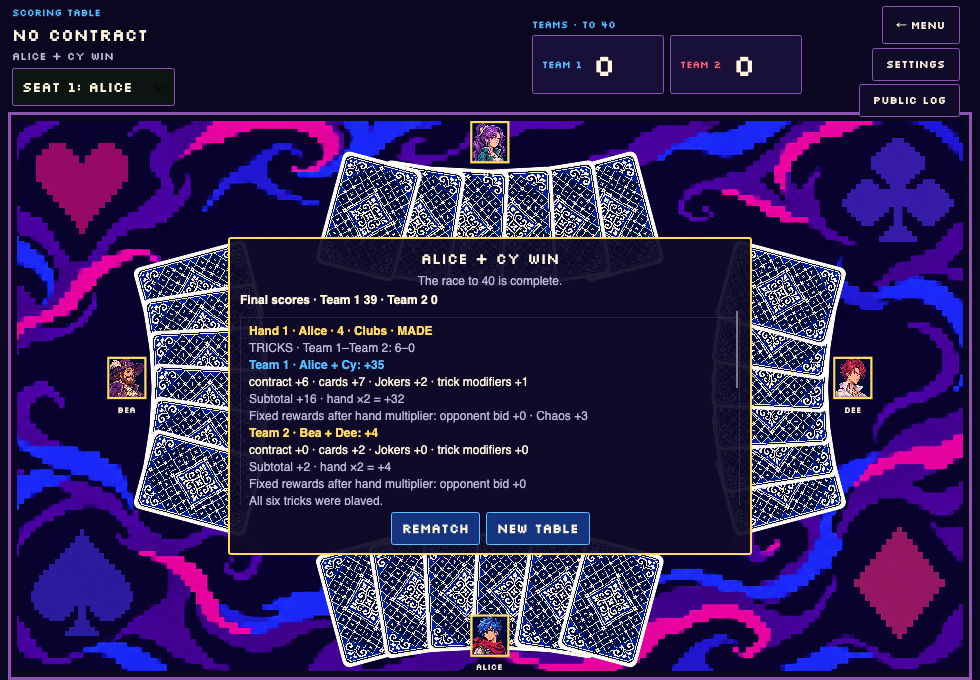 SCORING TABLE
NO CONTRACT
ALICE + CY WIN
SEAT 1: ALICE
TEAMS · TO 40
TEAM 1 0
TEAM 2 0
← MENU
SETTINGS
PUBLIC LOG
ALICE + CY WIN
The race to 40 is complete.
Final scores · Team 1 39 · Team 2 0
Hand 1 · Alice · 4 · Clubs · MADE
TRICKS · Team 1–Team 2: 6–0
Team 1 · Alice + Cy: +35
contract +6 · cards +7 · Jokers +2 · trick modifiers +1
Subtotal +16 · hand ×2 = +32
Fixed rewards after hand multiplier: opponent bid +0 · Chaos +3
Team 2 · Bea + Dee: +4
contract +0 · cards +2 · Jokers +0 · trick modifiers +0
Subtotal +2 · hand ×2 = +4
Fixed rewards after hand multiplier: opponent bid +0
All six tricks were played.
REMATCH
NEW TABLE
BEA
DEE
ALICE